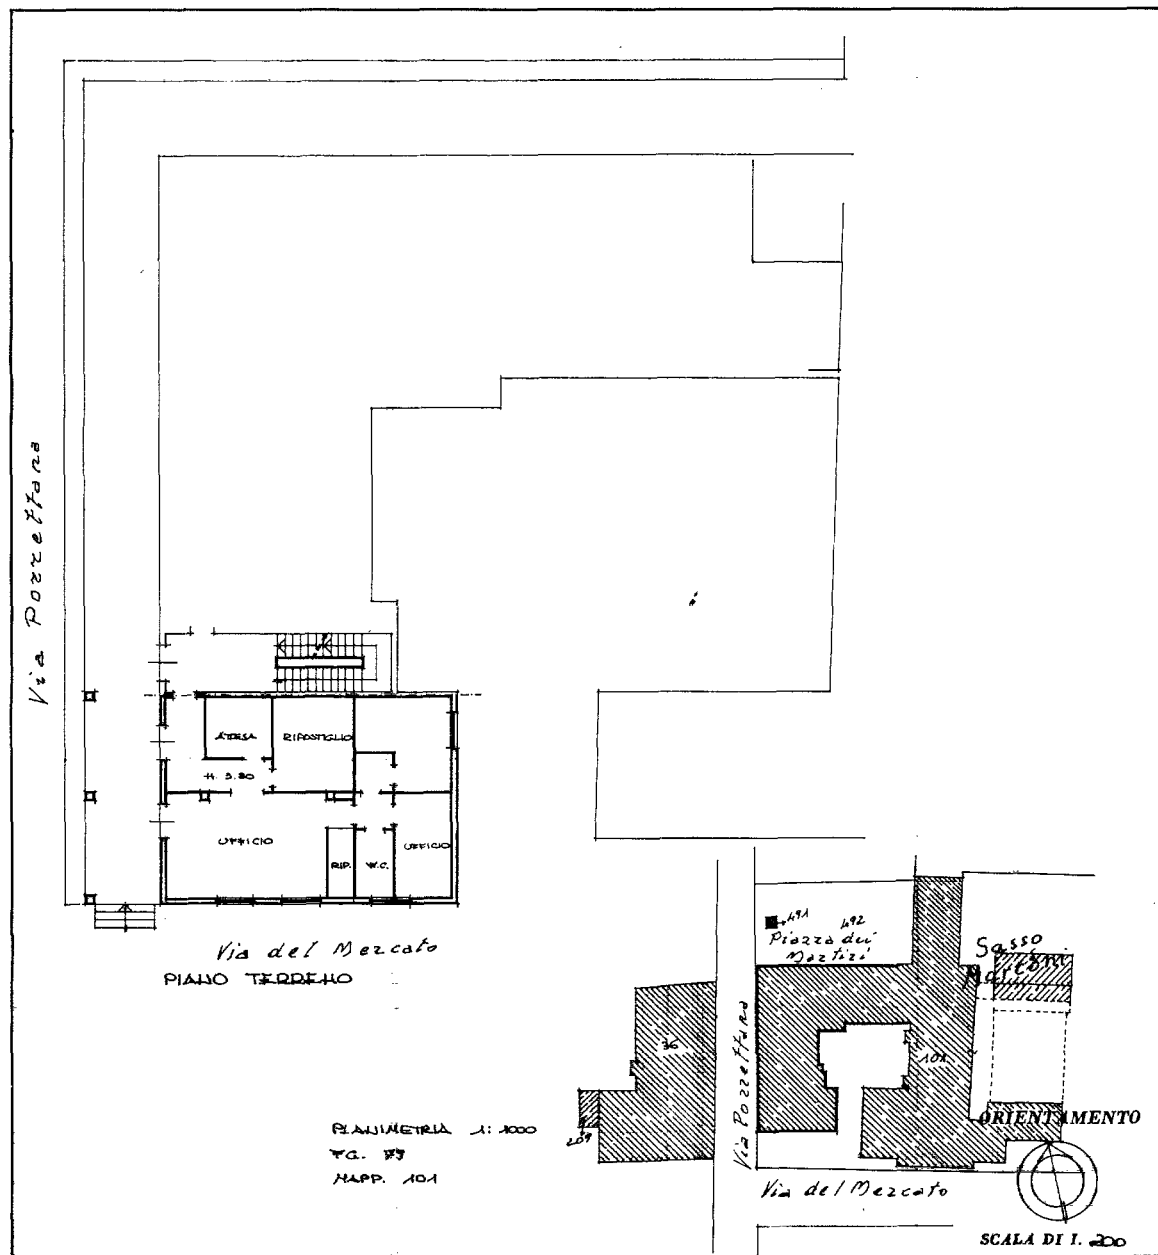 Via Porrettana
ATTESA
RIPOSTIGLIO
H. 3.80
UFFICIO
RIP.
W.C.
UFFICIO
Via del Mercato
PIANO TERRENO
491
492
Piazza dei
Martiri
Sasso
Marconi
36
101
209
Via Porrettana
Via del Mercato
PLANIMETRIA 1:1000
FG.
MAPP. 101
ORIENTAMENTO
SCALA DI 1. 200